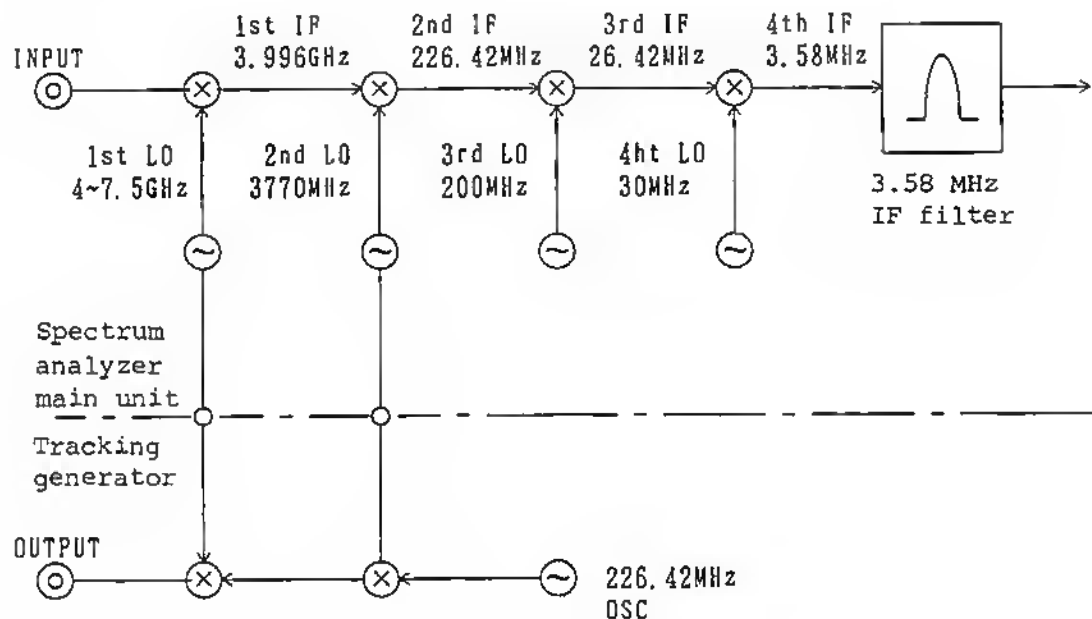 INPUT
1st IF
3.996GHz
2nd IF
226.42MHz
3rd IF
26.42MHz
4th IF
3.58MHz
1st LO
4~7.5GHz
2nd LO
3770MHz
3rd LO
200MHz
4ht LO
30MHz
3.58 MHz
IF filter
Spectrum
analyzer
main unit
Tracking
generator
OUTPUT
226.42MHz
OSC